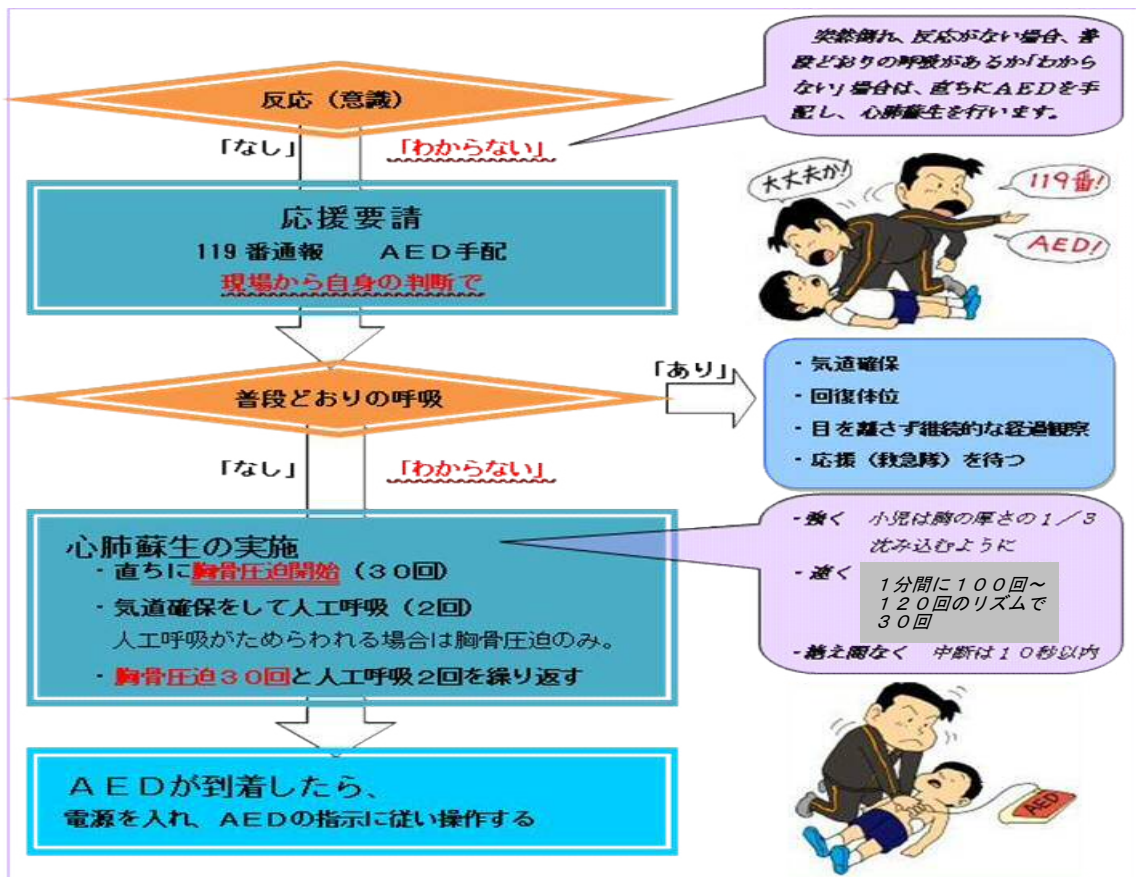 突然倒れ、反応がない場合、普
段どおりの呼吸があるか「わから
ない」場合は、直ちにＡＥＤを手
配し、心肺蘇生を行います。
反応（意識）
「なし」　「わからない」
応援要請
119番通報　ＡＥＤ手配
現場から自身の判断で
大丈夫か！
119番！
AED！
普段どおりの呼吸
「あり」
・気道確保
・回復体位
・目を離さず継続的な経過観察
・応援（救急隊）を待つ
「なし」　「わからない」
心肺蘇生の実施
・直ちに胸骨圧迫開始（３０回）
・気道確保をして人工呼吸（２回）
人工呼吸がためらわれる場合は胸骨圧迫のみ。
・胸骨圧迫３０回と人工呼吸２回を繰り返す
・強く　小児は胸の厚さの１／３
沈み込むように
・速く　１分間に１００回～
１２０回のリズムで
３０回
・絶え間なく　中断は１０秒以内
ＡＥＤが到着したら、
電源を入れ、ＡＥＤの指示に従い操作する
AED